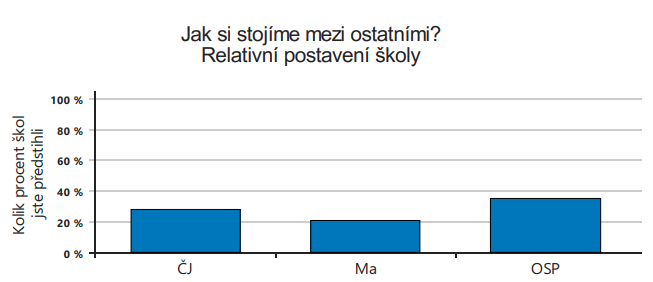 Jak si stojíme mezi ostatními?
Relativní postavení školy
Kolik procent škol
jste předstihli
100 %
80 %
60 %
40 %
20 %
0 %
ČJ
Ma
OSP